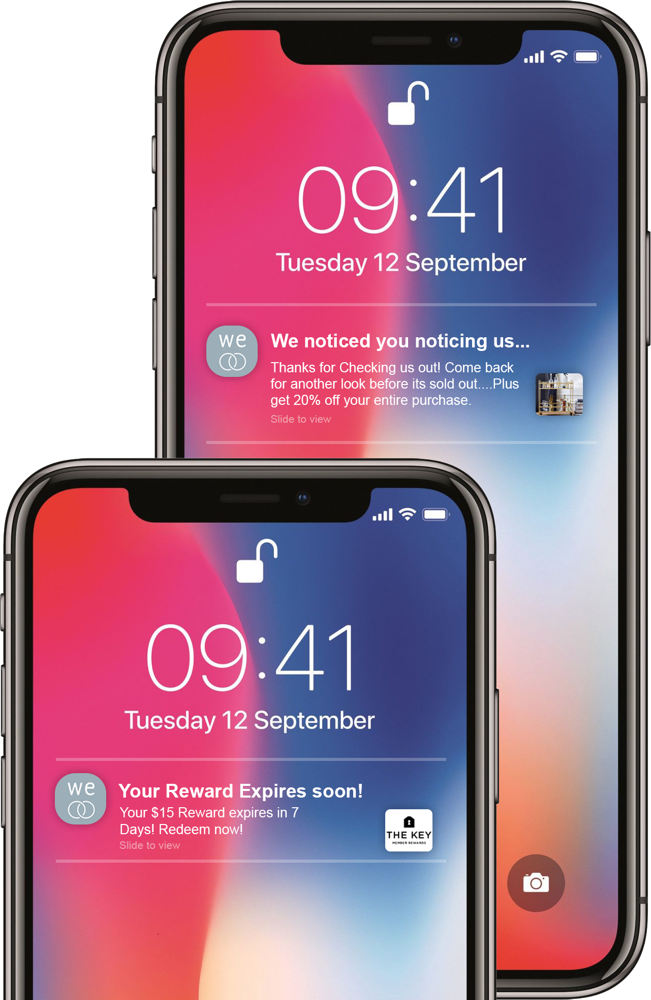 09:41
Tuesday 12 September
we
We noticed you noticing us...
Thanks for Checking us out! Come back
for another look before its sold out....Plus
get 20% off your entire purchase.
Slide to view
09:41
Tuesday 12 September
we
Your Reward Expires soon!
Your $15 Reward expires in 7
Days! Redeem now!
Slide to view
THE KEY
MEMBER REWARDS